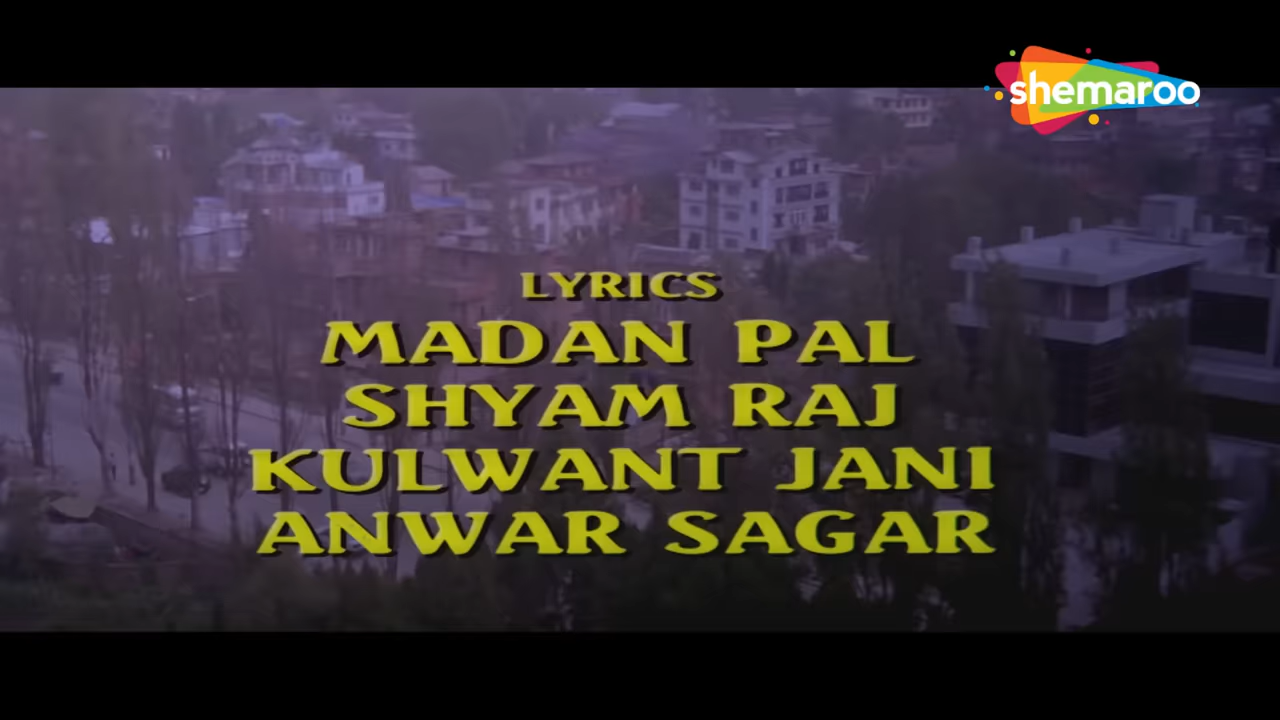 shemaroo
LYRICS
MADAN PAL
SHYAM RAJ
KULWANT JANI
ANWAR SAGAR